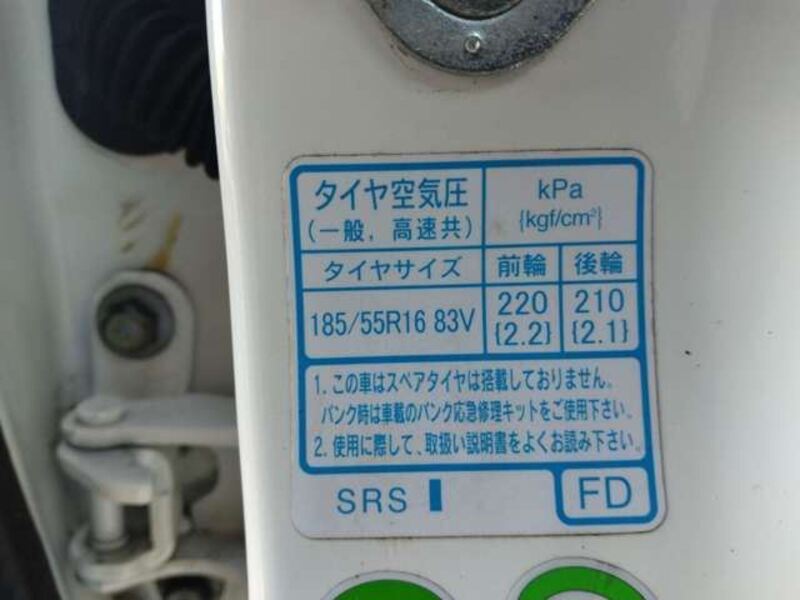 タイヤ空気圧
(一般, 高速共)
kPa
{kgf/cm²}
タイヤサイズ 前輪 後輪
185/55R16 83V 220 210
{2.2} {2.1}
1. この車はスペアタイヤは搭載しておりません。
パンク時は車載のパンク応急修理キットをご使用下さい。
2. 使用に際して、取扱い説明書をよくお読み下さい。
SRS FD